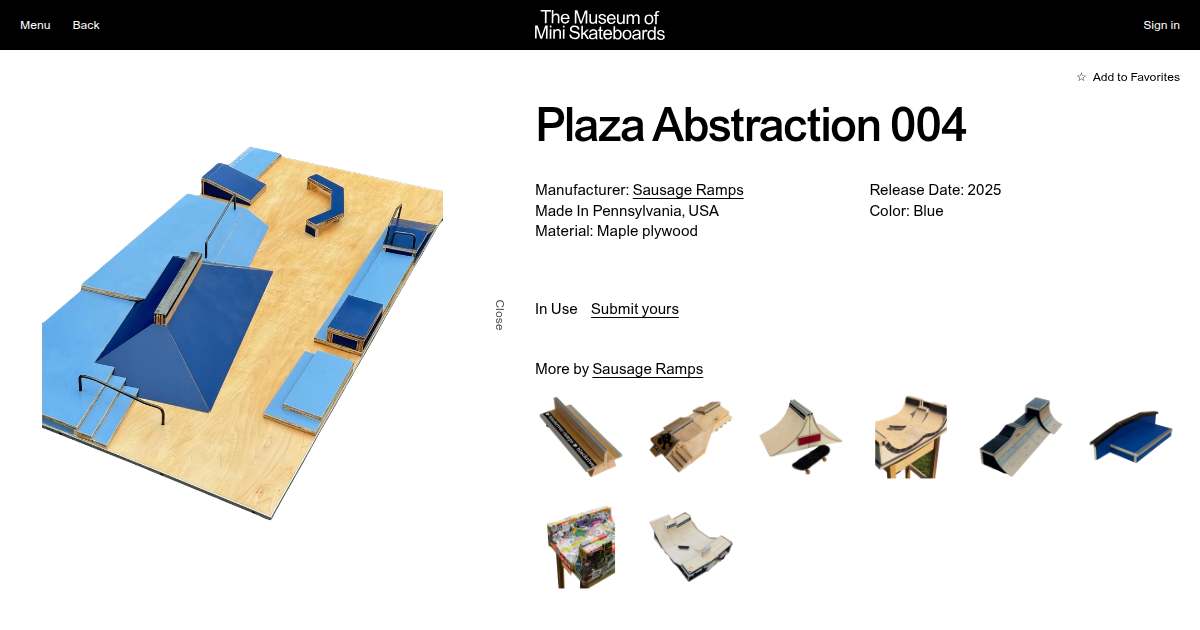 Menu
Back
The Museum of
Mini Skateboards
Sign in
☆ Add to Favorites
Plaza Abstraction 004
Manufacturer: Sausage Ramps
Made In Pennsylvania, USA
Material: Maple plywood
Release Date: 2025
Color: Blue
Close
In Use Submit yours
More by Sausage Ramps